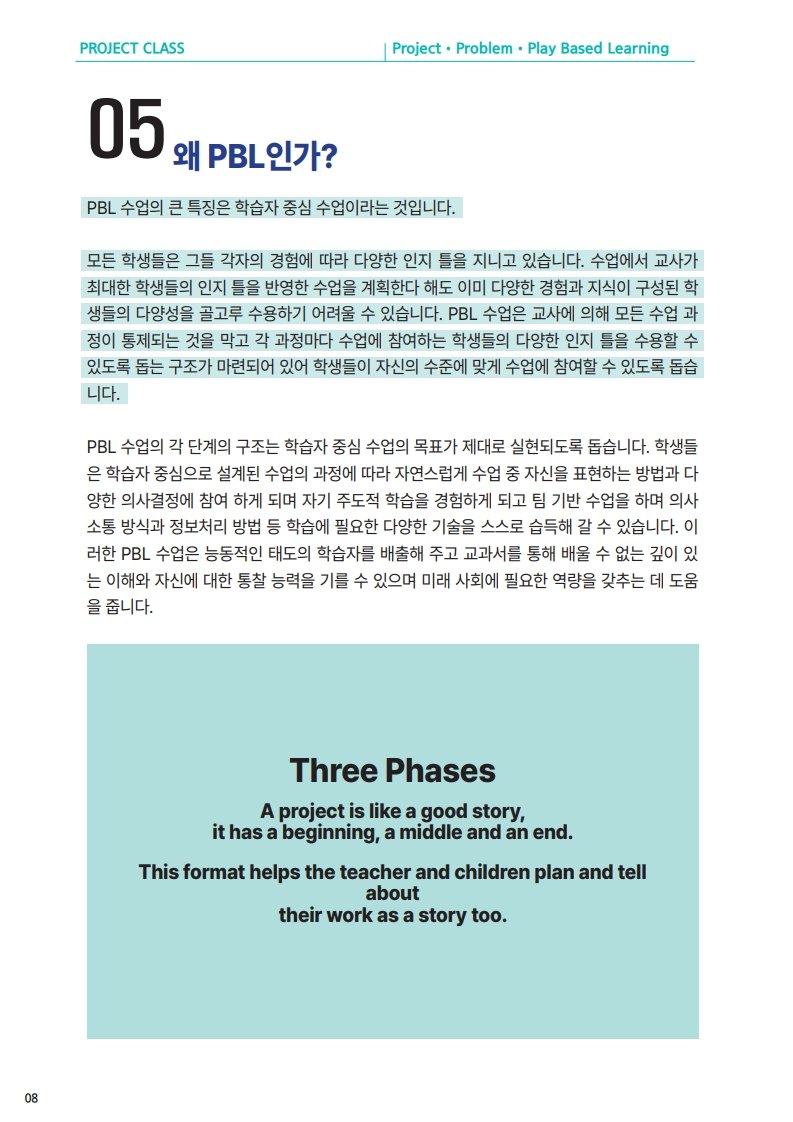 PROJECT CLASS
Project • Problem • Play Based Learning
05 왜 PBL인가?
PBL 수업의 큰 특징은 학습자 중심 수업이라는 것입니다.
모든 학생들은 그들 각자의 경험에 따라 다양한 인지 틀을 지니고 있습니다. 수업에서 교사가
최대한 학생들의 인지 틀을 반영한 수업을 계획한다 해도 이미 다양한 경험과 지식이 구성된 학
생들의 다양성을 골고루 수용하기 어려울 수 있습니다. PBL 수업은 교사에 의해 모든 수업 과
정이 통제되는 것을 막고 각 과정마다 수업에 참여하는 학생들의 다양한 인지 틀을 수용할 수
있도록 돕는 구조가 마련되어 있어 학생들이 자신의 수준에 맞게 수업에 참여할 수 있도록 돕습
니다.
PBL 수업의 각 단계의 구조는 학습자 중심 수업의 목표가 제대로 실현되도록 돕습니다. 학생들
은 학습자 중심으로 설계된 수업의 과정에 따라 자연스럽게 수업 중 자신을 표현하는 방법과 다
양한 의사결정에 참여 하게 되며 자기 주도적 학습을 경험하게 되고 팀 기반 수업을 하며 의사
소통 방식과 정보처리 방법 등 학습에 필요한 다양한 기술을 스스로 습득해 갈 수 있습니다. 이
러한 PBL 수업은 능동적인 태도의 학습자를 배출해 주고 교과서를 통해 배울 수 없는 깊이 있
는 이해와 자신에 대한 통찰 능력을 기를 수 있으며 미래 사회에 필요한 역량을 갖추는 데 도움
을 줍니다.
Three Phases
A project is like a good story,
it has a beginning, a middle and an end.
This format helps the teacher and children plan and tell
about
their work as a story too.
08